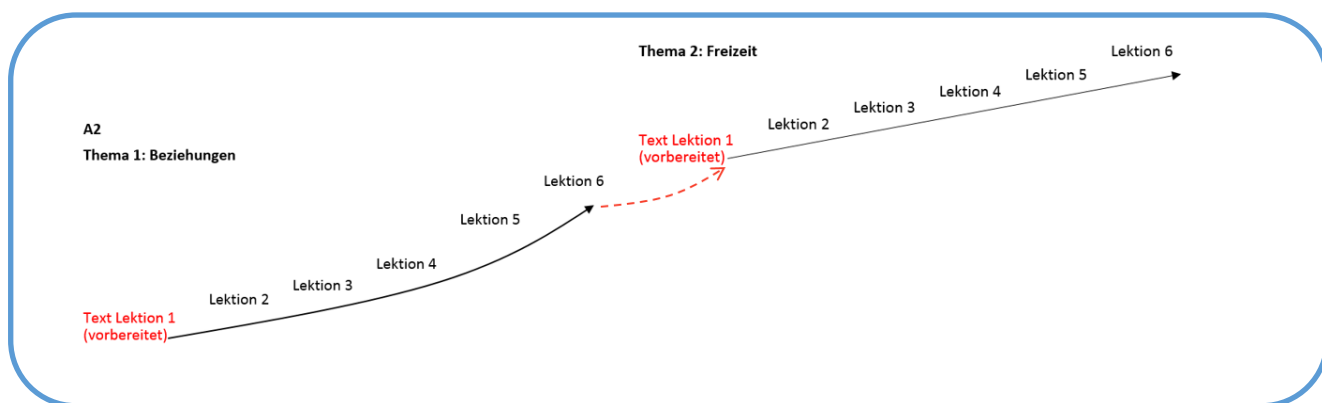 A2
Thema 1: Beziehungen
Text Lektion 1
(vorbereitet)
Lektion 2
Lektion 3
Lektion 4
Lektion 5
Lektion 6
Thema 2: Freizeit
Text Lektion 1
(vorbereitet)
Lektion 2
Lektion 3
Lektion 4
Lektion 5
Lektion 6